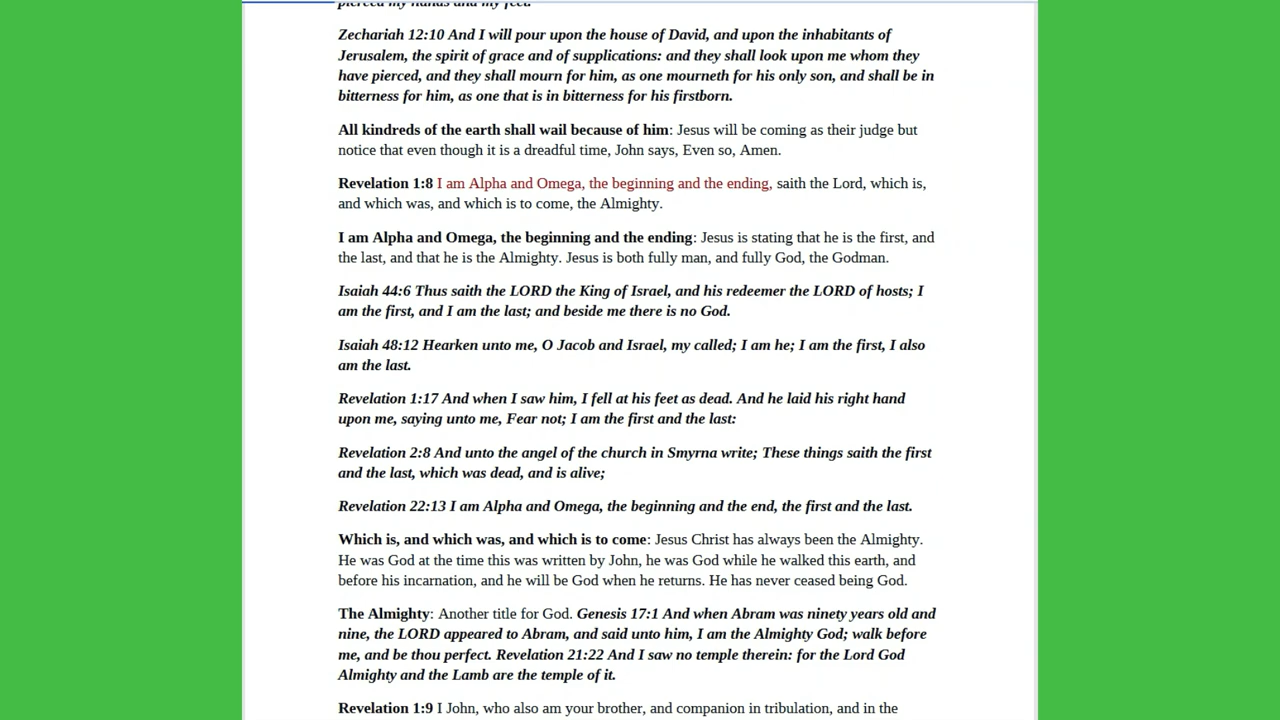 pierced my hands and my feet.
Zechariah 12:10 And I will pour upon the house of David, and upon the inhabitants of
Jerusalem, the spirit of grace and of supplications: and they shall look upon me whom they
have pierced, and they shall mourn for him, as one mourneth for his only son, and shall be in
bitterness for him, as one that is in bitterness for his firstborn.
All kindreds of the earth shall wail because of him: Jesus will be coming as their judge but
notice that even though it is a dreadful time, John says, Even so, Amen.
Revelation 1:8 I am Alpha and Omega, the beginning and the ending, saith the Lord, which is,
and which was, and which is to come, the Almighty.
I am Alpha and Omega, the beginning and the ending: Jesus is stating that he is the first, and
the last, and that he is the Almighty. Jesus is both fully man, and fully God, the Godman.
Isaiah 44:6 Thus saith the LORD the King of Israel, and his redeemer the LORD of hosts; I
am the first, and I am the last; and beside me there is no God.
Isaiah 48:12 Hearken unto me, O Jacob and Israel, my called; I am he; I am the first, I also
am the last.
Revelation 1:17 And when I saw him, I fell at his feet as dead. And he laid his right hand
upon me, saying unto me, Fear not; I am the first and the last:
Revelation 2:8 And unto the angel of the church in Smyrna write; These things saith the first
and the last, which was dead, and is alive;
Revelation 22:13 I am Alpha and Omega, the beginning and the end, the first and the last.
Which is, and which was, and which is to come: Jesus Christ has always been the Almighty.
He was God at the time this was written by John, he was God while he walked this earth, and
before his incarnation, and he will be God when he returns. He has never ceased being God.
The Almighty: Another title for God. Genesis 17:1 And when Abram was ninety years old and
nine, the LORD appeared to Abram, and said unto him, I am the Almighty God; walk before
me, and be thou perfect. Revelation 21:22 And I saw no temple therein: for the Lord God
Almighty and the Lamb are the temple of it.
Revelation 1:9 I John, who also am your brother, and companion in tribulation, and in the